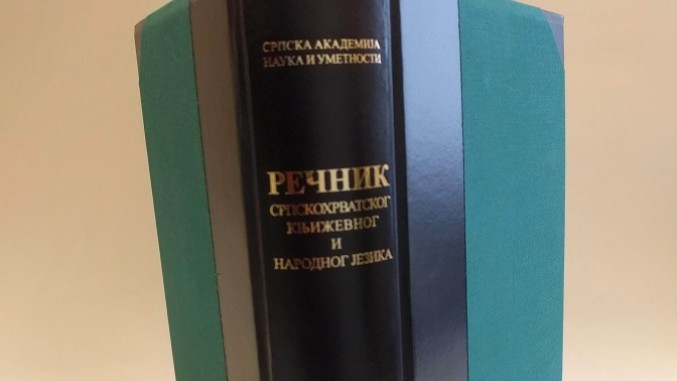 СРПСКА АКАДЕМИЈА
НАУКА И УМЕТНОСТИ
РЕЧНИК
СРПСКОХРВАТСКОГ
КЊИЖЕВНОГ
И
НАРОДНОГ ЈЕЗИКА